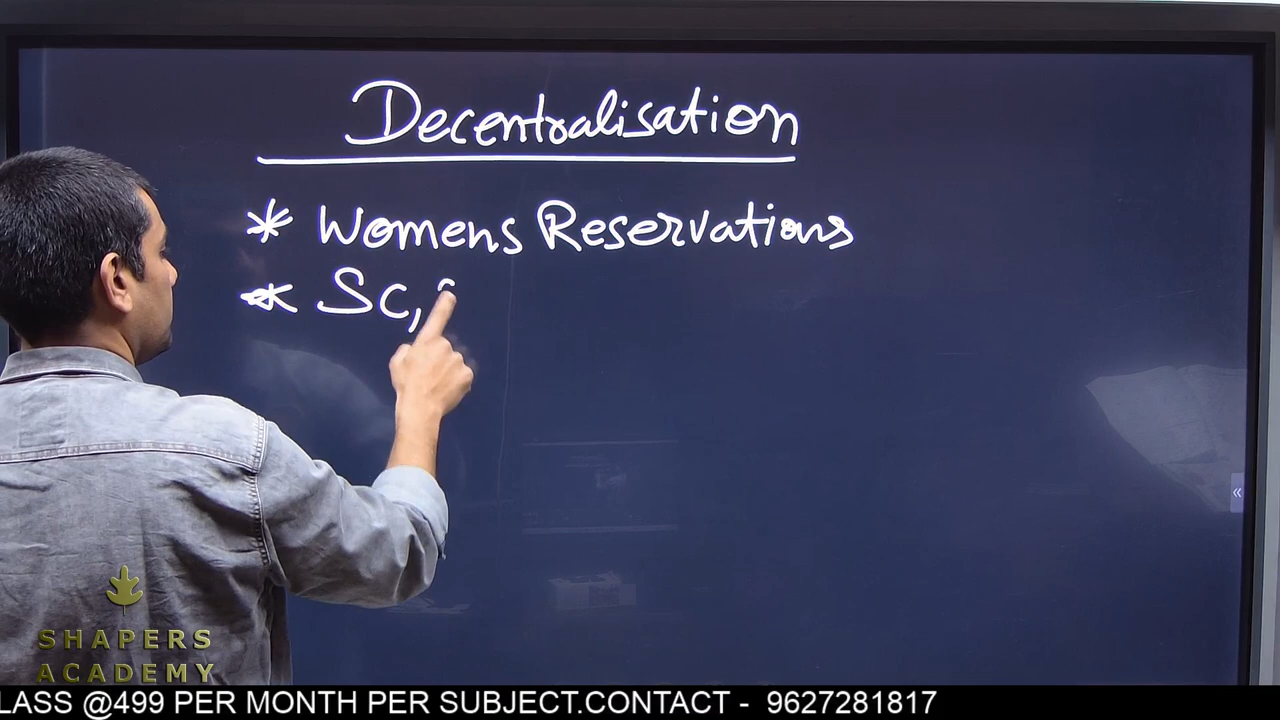 Decentralisation
* Womens Reservations
* SC,
SHAPERS
ACADEMY
LASS @499 PER MONTH PER SUBJECT.CONTACT - 9627281817